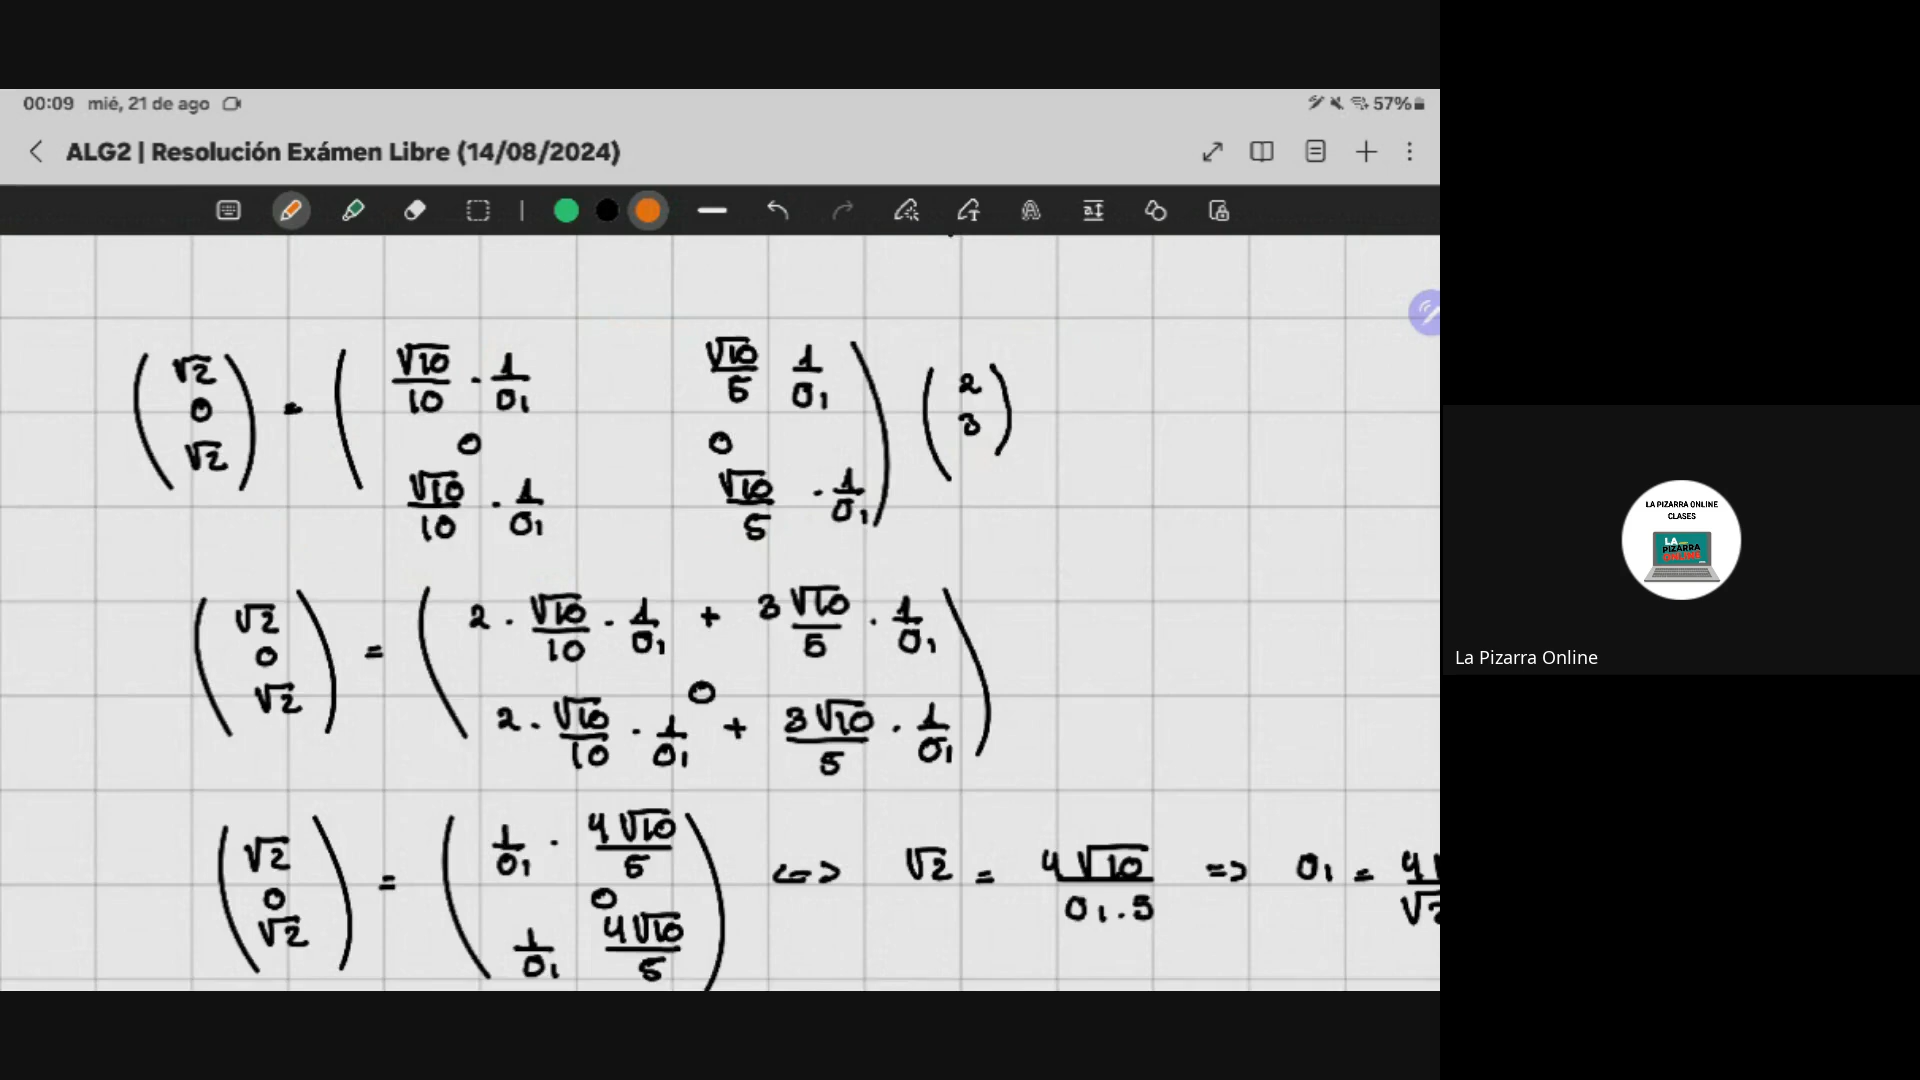 00:09 mié, 21 de ago 57%
ALG2 | Resolución Exámen Libre (14/08/2024)
(√2 0 √2) = (√10/10 · 1/σ₁ √10/5 1/σ₁ 0 0 √10/10 · 1/σ₁ √10/5 · 1/σ₁) (2 3)
(√2 0 √2) = (2 · √10/10 · 1/σ₁ + 3√10/5 · 1/σ₁ 0 2 · √10/10 · 1/σ₁ + 3√10/5 · 1/σ₁)
(√2 0 √2) = (1/σ₁ · 4√10/5 0 1/σ₁ 4√10/5) <=> √2 = 4√10/σ₁.5 => σ₁ = 4
LA PIZARRA ONLINE
CLASES
LA
PIZARRA
ONLINE
La Pizarra Online